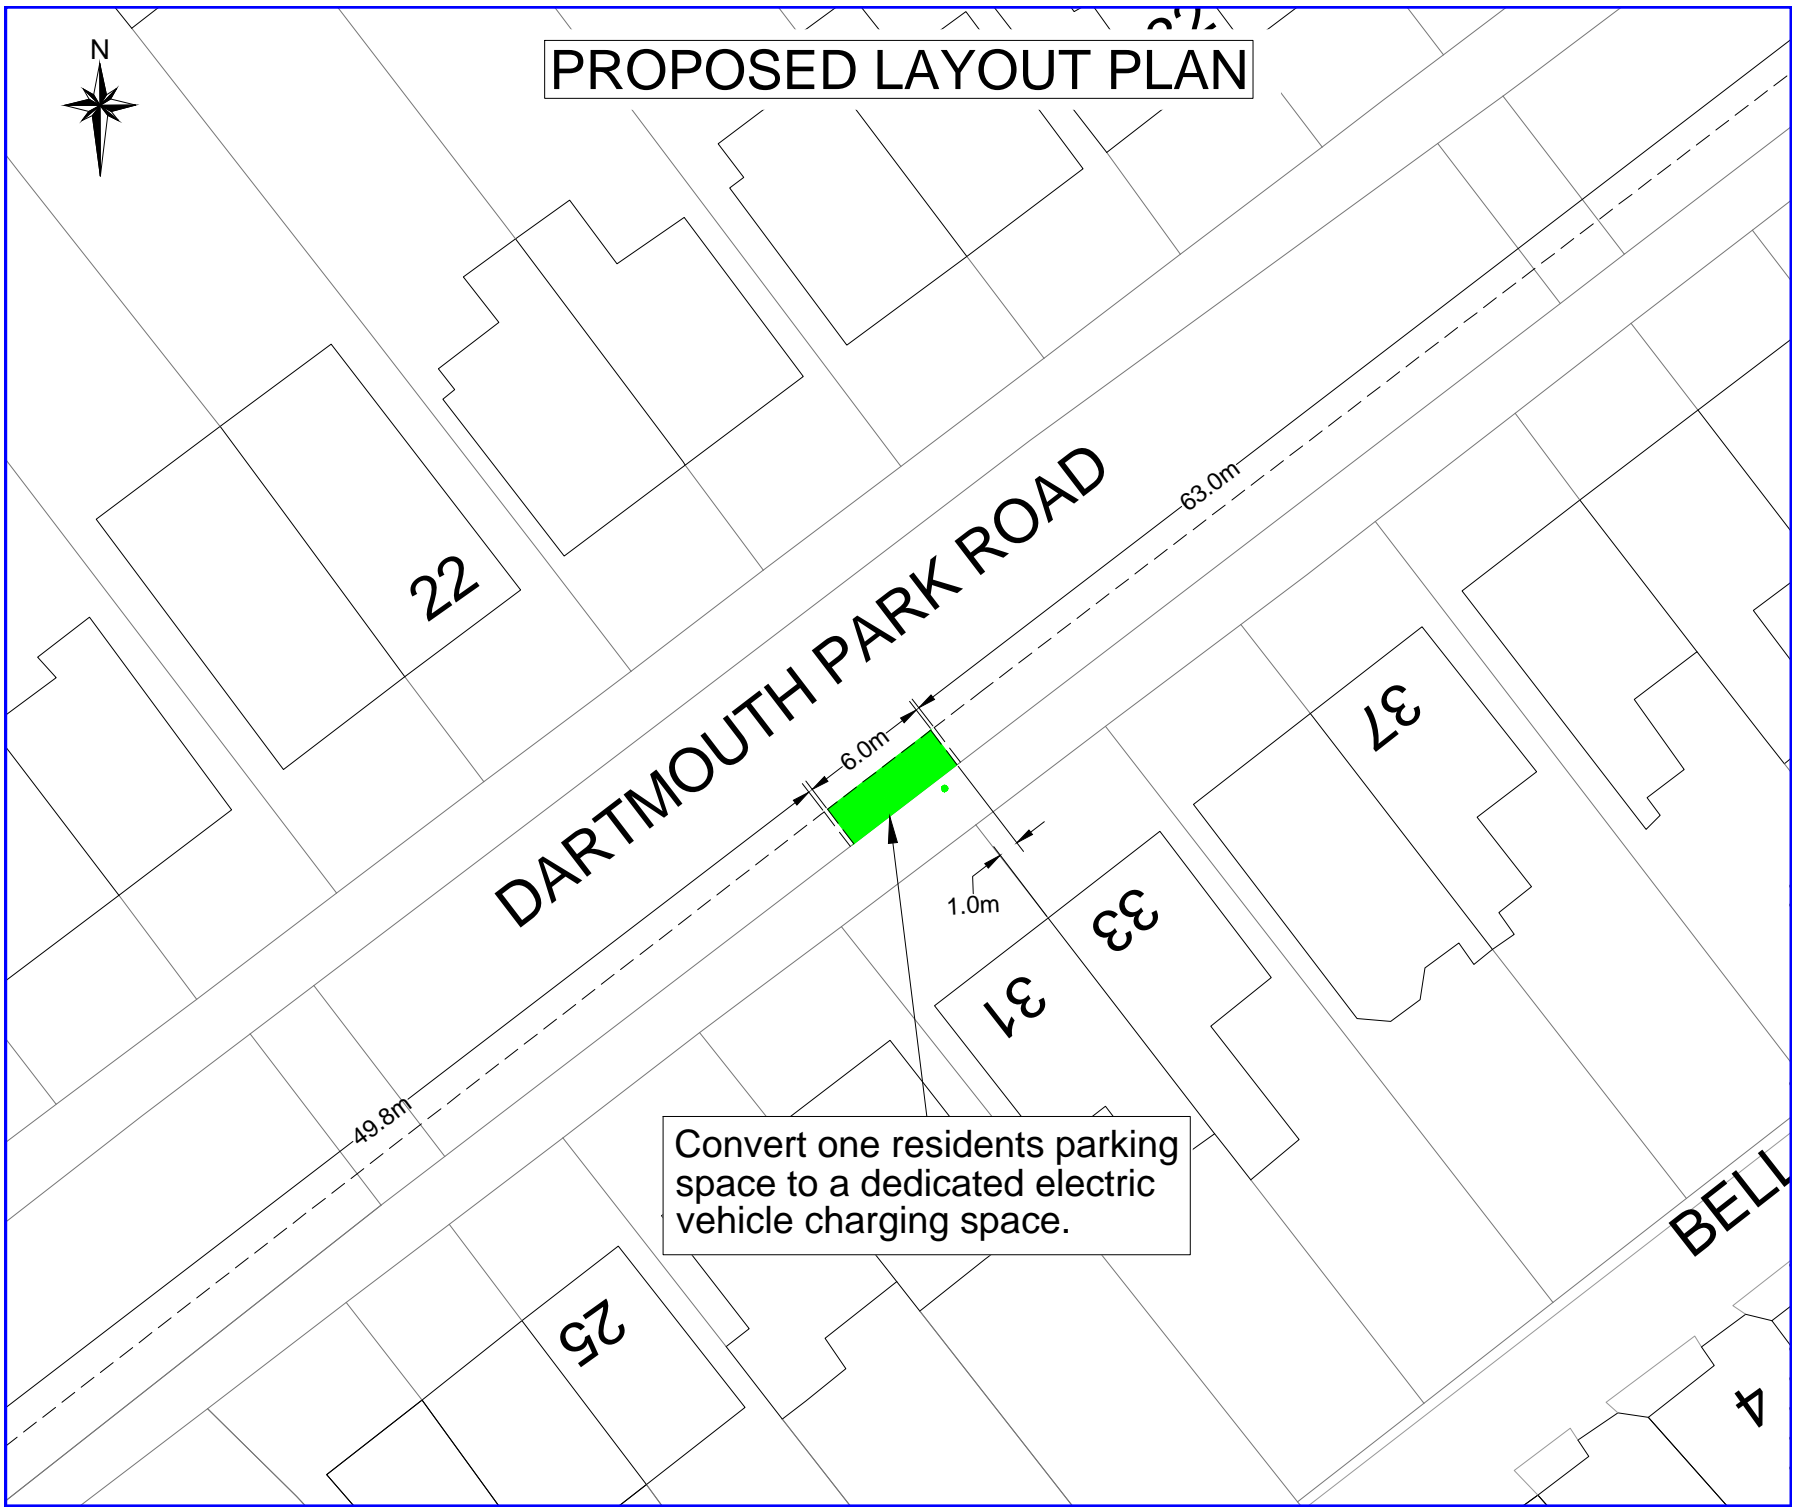 N
PROPOSED LAYOUT PLAN
22
DARTMOUTH PARK ROAD
63.0m
6.0m
37
1.0m
33
31
49.8m
Convert one residents parking
space to a dedicated electric
vehicle charging space.
BELL
25
4